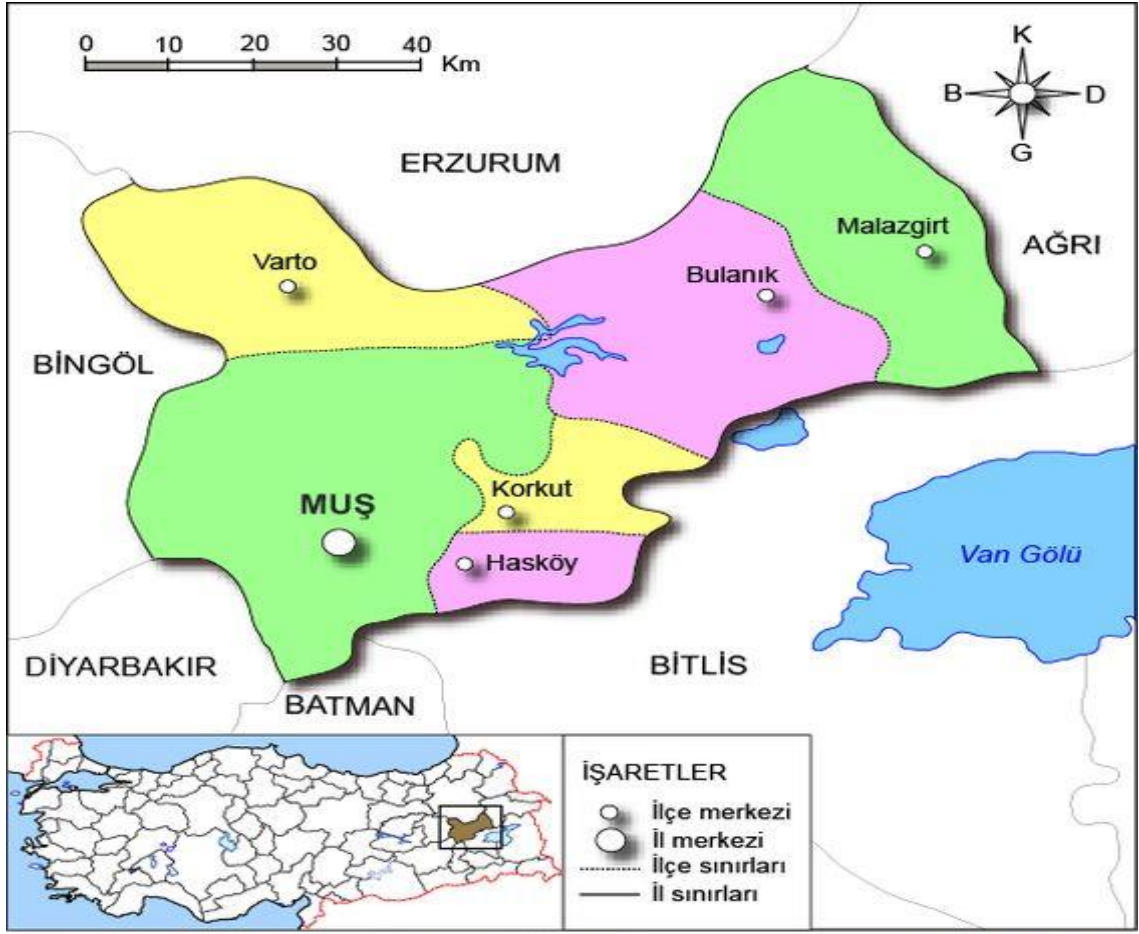 0 10 20 30 40
Km
K
B D
G
ERZURUM
Malazgirt
AĞRI
Varto
Bulanık
BİNGÖL
Korkut
MUŞ
Hasköy
Van Gölü
DİYARBAKIR
BİTLİS
BATMAN
İŞARETLER
İlçe merkezi
İl merkezi
İlçe sınırları
İl sınırları